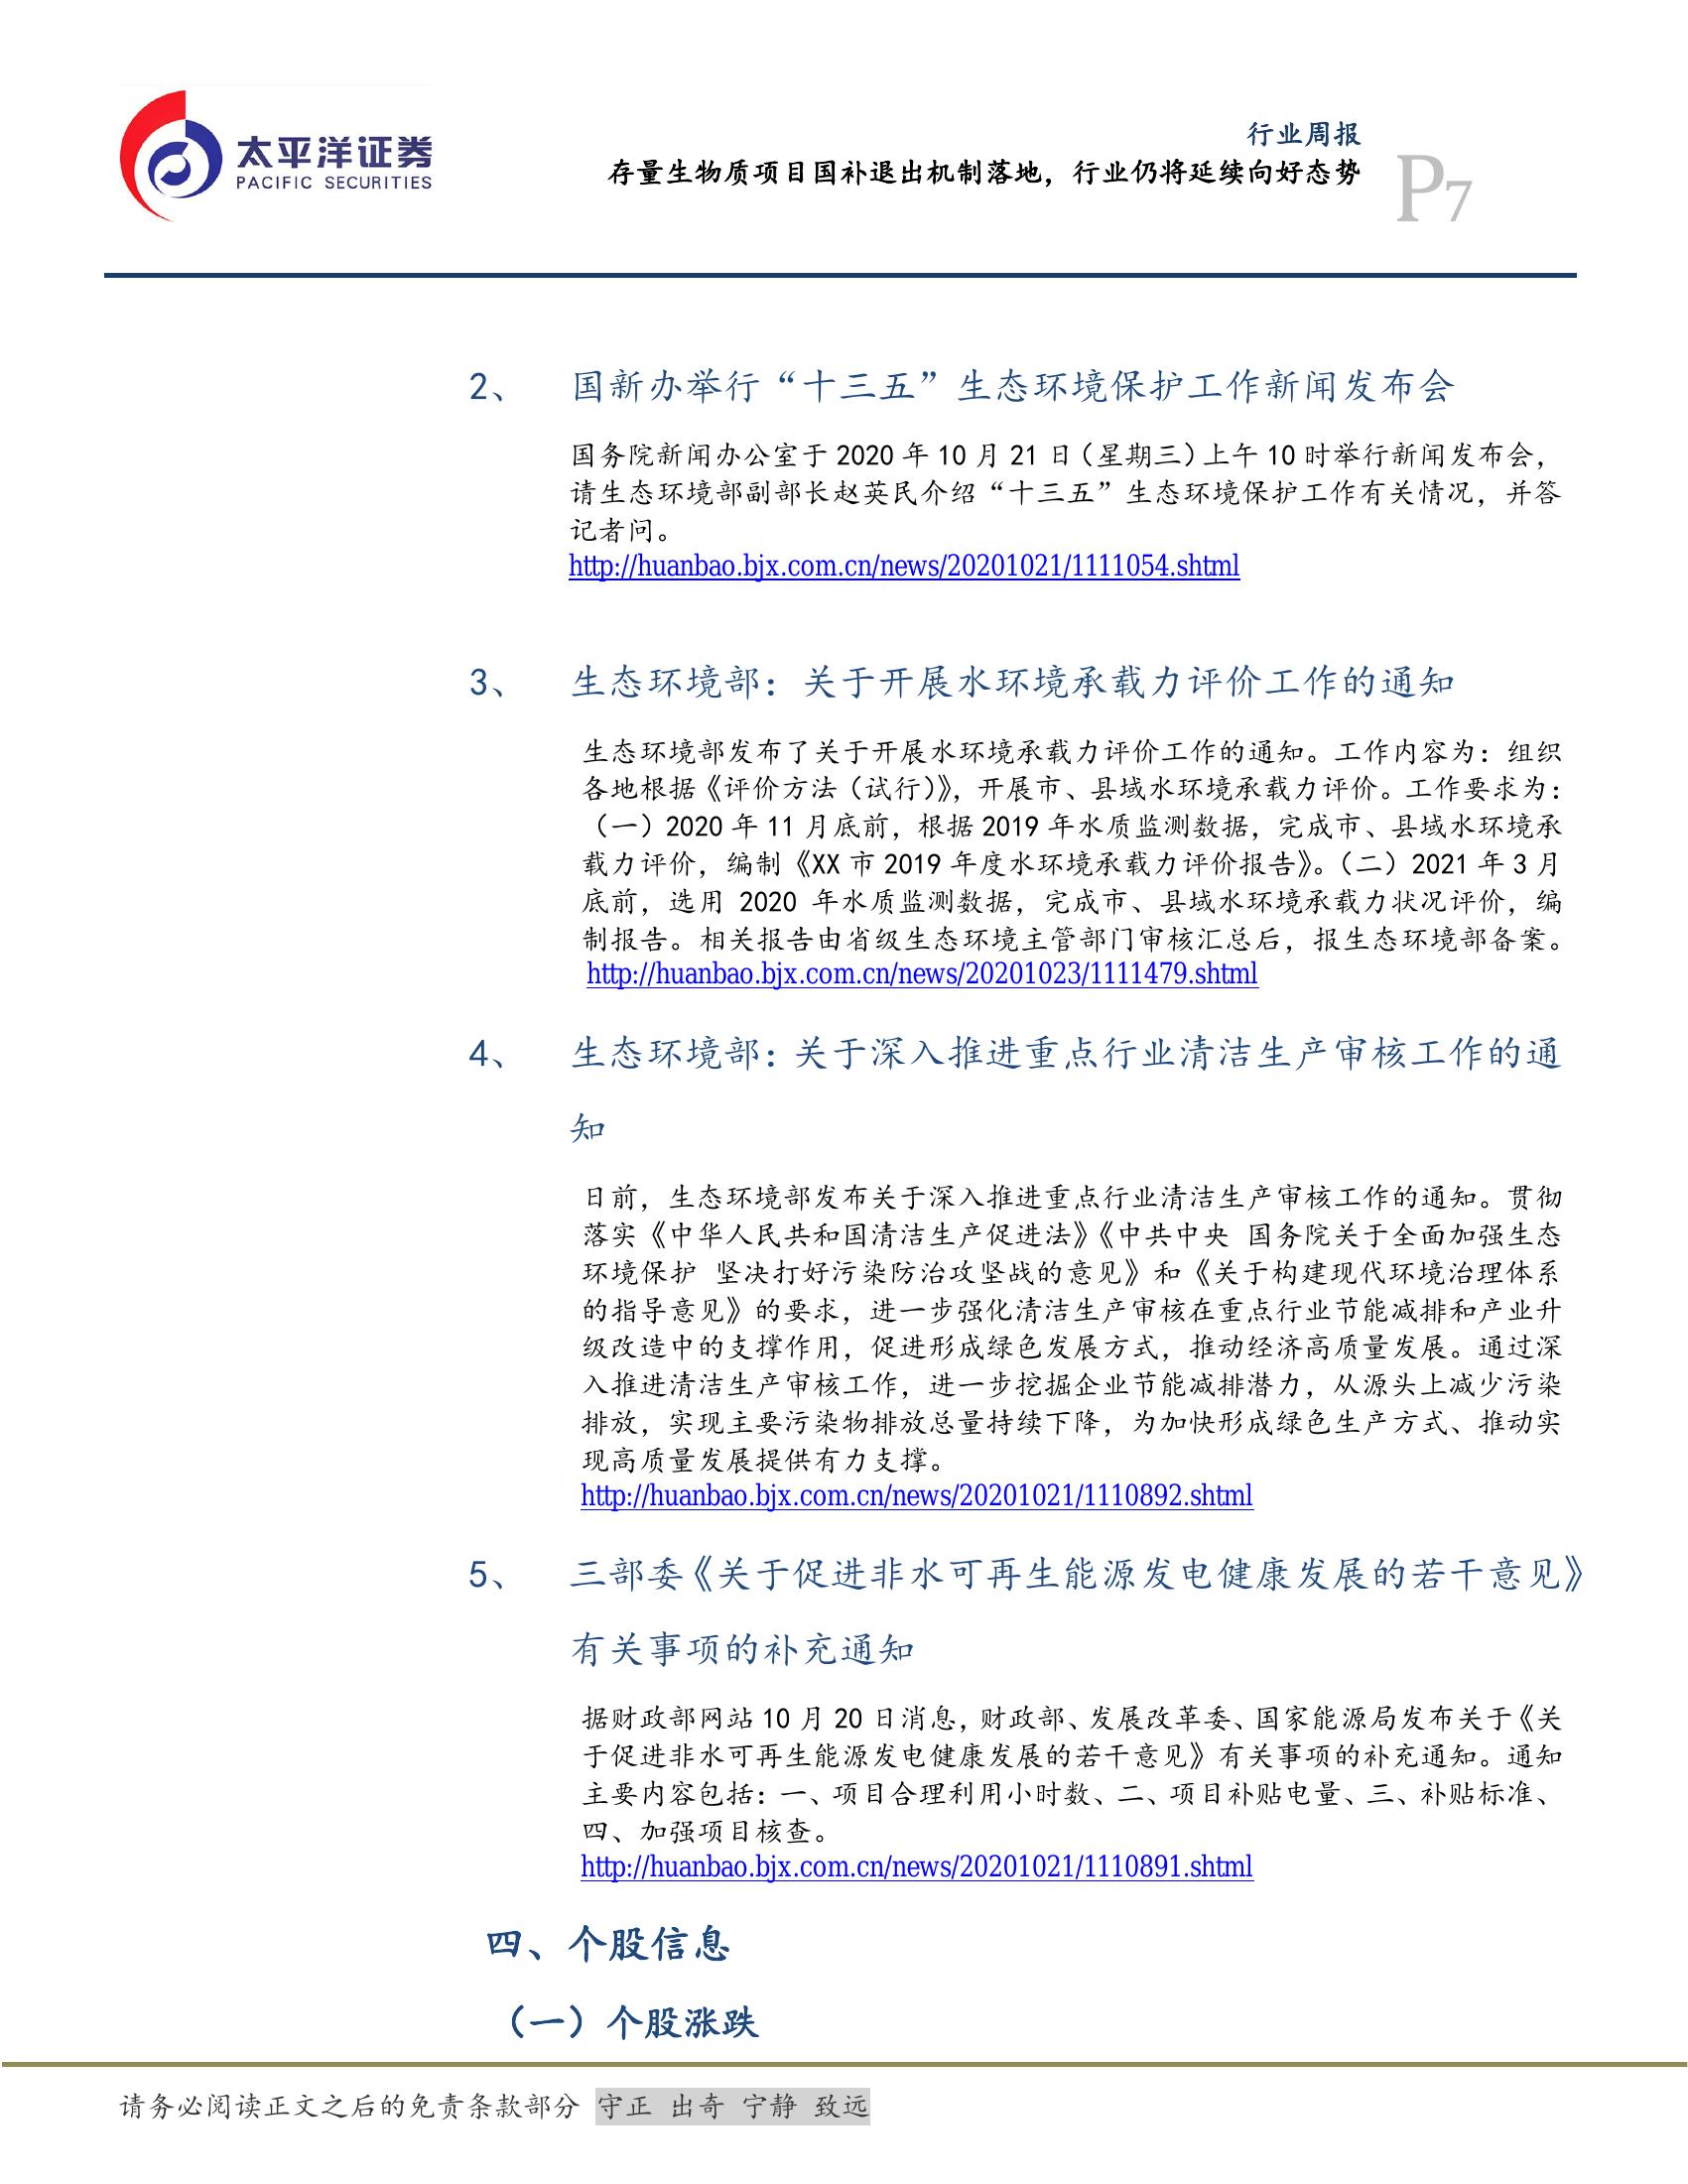 太平洋证券
PACIFIC SECURITIES
行业周报
存量生物质项目国补退出机制落地，行业仍将延续向好态势
P7
2、 国新办举行“十三五”生态环境保护工作新闻发布会
国务院新闻办公室于 2020 年 10 月 21 日（星期三）上午 10 时举行新闻发布会，
请生态环境部副部长赵英民介绍“十三五”生态环境保护工作有关情况，并答
记者问。
http://huanbao.bjx.com.cn/news/20201021/1111054.shtml
3、 生态环境部：关于开展水环境承载力评价工作的通知
生态环境部发布了关于开展水环境承载力评价工作的通知。工作内容为：组织
各地根据《评价方法（试行）》，开展市、县域水环境承载力评价。工作要求为：
（一）2020 年 11 月底前，根据 2019 年水质监测数据，完成市、县域水环境承
载力评价，编制《XX 市 2019 年度水环境承载力评价报告》。（二）2021 年 3 月
底前，选用 2020 年水质监测数据，完成市、县域水环境承载力状况评价，编
制报告。相关报告由省级生态环境主管部门审核汇总后，报生态环境部备案。
http://huanbao.bjx.com.cn/news/20201023/1111479.shtml
4、 生态环境部：关于深入推进重点行业清洁生产审核工作的通
知
日前，生态环境部发布关于深入推进重点行业清洁生产审核工作的通知。贯彻
落实《中华人民共和国清洁生产促进法》《中共中央 国务院关于全面加强生态
环境保护 坚决打好污染防治攻坚战的意见》和《关于构建现代环境治理体系
的指导意见》的要求，进一步强化清洁生产审核在重点行业节能减排和产业升
级改造中的支撑作用，促进形成绿色发展方式，推动经济高质量发展。通过深
入推进清洁生产审核工作，进一步挖掘企业节能减排潜力，从源头上减少污染
排放，实现主要污染物排放总量持续下降，为加快形成绿色生产方式、推动实
现高质量发展提供有力支撑。
http://huanbao.bjx.com.cn/news/20201021/1110892.shtml
5、 三部委《关于促进非水可再生能源发电健康发展的若干意见》
有关事项的补充通知
据财政部网站 10 月 20 日消息，财政部、发展改革委、国家能源局发布关于《关
于促进非水可再生能源发电健康发展的若干意见》有关事项的补充通知。通知
主要内容包括：一、项目合理利用小时数、二、项目补贴电量、三、补贴标准、
四、加强项目核查。
http://huanbao.bjx.com.cn/news/20201021/1110891.shtml
四、个股信息
（一）个股涨跌
请务必阅读正文之后的免责条款部分 守正 出奇 宁静 致远